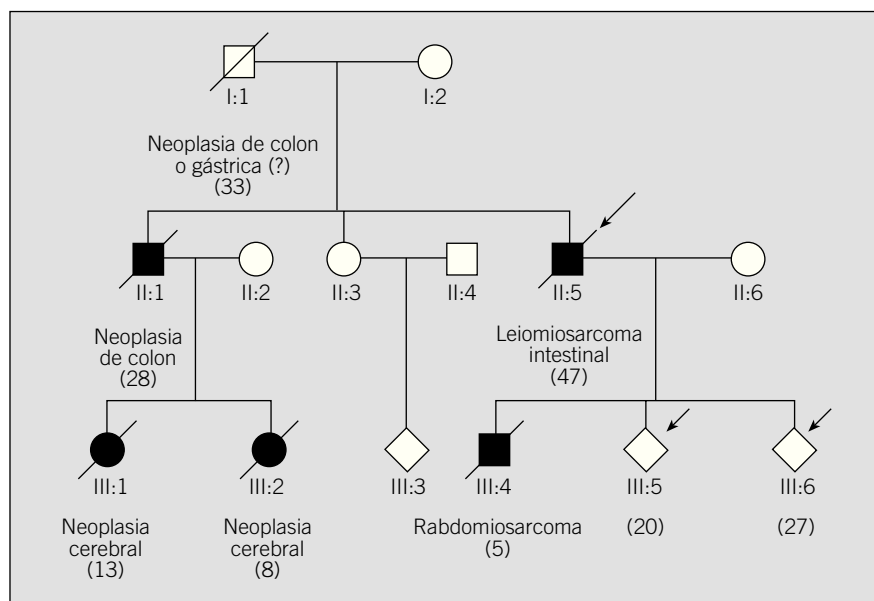 I:1 I:2
Neoplasia de colon
o gástrica (?)
(33)
II:1 II:2 II:3 II:4 II:5 II:6
Neoplasia
de colon
(28)
Leiomiosarcoma
intestinal
(47)
III:1 III:2 III:3 III:4 III:5 III:6
Neoplasia
cerebral
(13)
Neoplasia
cerebral
(8)
Rabdomiosarcoma
(5)
(20)
(27)